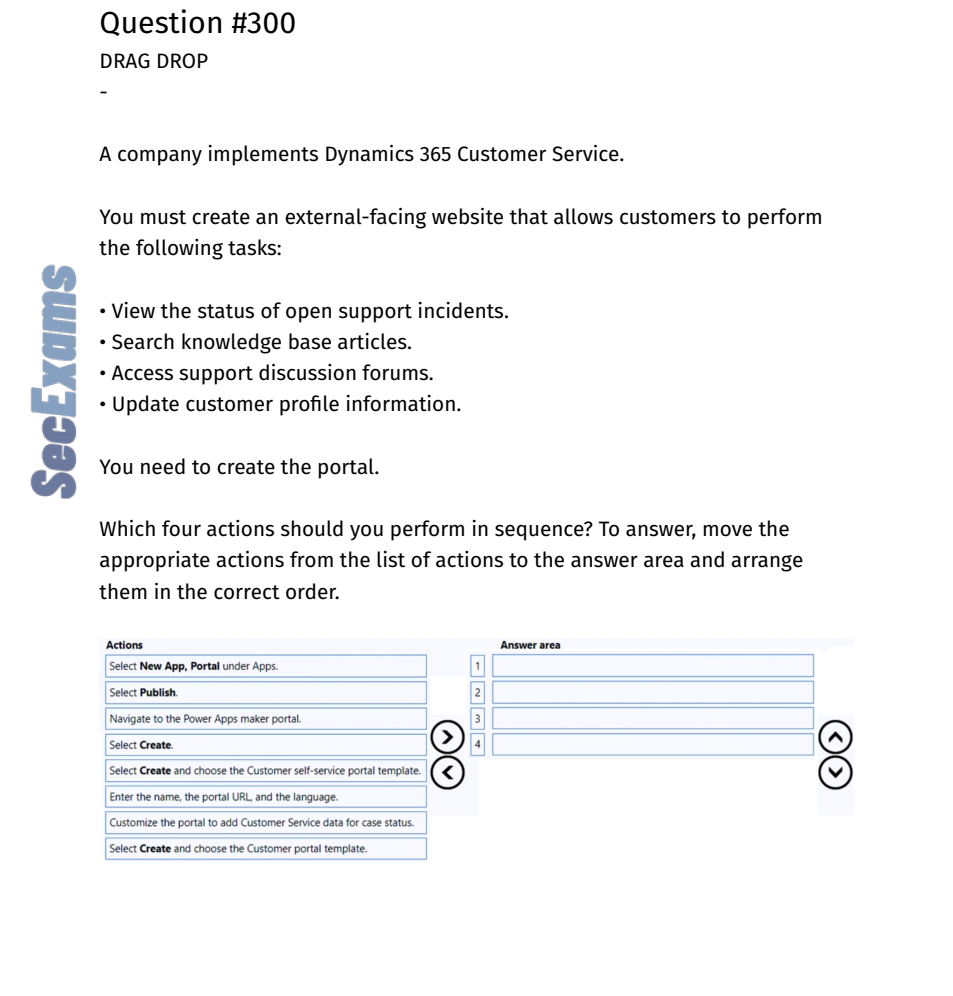 Question #300
DRAG DROP
-
A company implements Dynamics 365 Customer Service.
You must create an external-facing website that allows customers to perform
the following tasks:
• View the status of open support incidents.
• Search knowledge base articles.
• Access support discussion forums.
• Update customer profile information.
SecExams
You need to create the portal.
Which four actions should you perform in sequence? To answer, move the
appropriate actions from the list of actions to the answer area and arrange
them in the correct order.
Actions
Select New App, Portal under Apps.
Select Publish.
Navigate to the Power Apps maker portal.
Select Create.
Select Create and choose the Customer self-service portal template.
Enter the name, the portal URL, and the language.
Customize the portal to add Customer Service data for case status.
Select Create and choose the Customer portal template.
Answer area
1
2
3
4